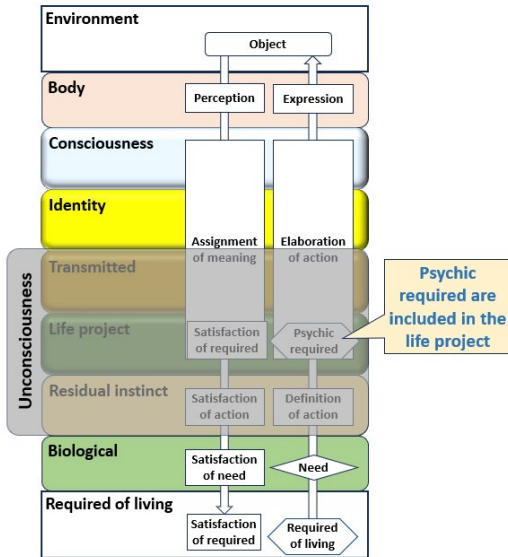 Environment
Object
Body
Perception
Expression
Consciousness
Identity
Assignment
of meaning
Elaboration
of action
Unconsciousness
Transmitted
Life project
Satisfaction
of required
Psychic
required
Psychic
required are
included in the
life project
Residual instinct
Satisfaction
of action
Definition
of action
Biological
Satisfaction
of need
Need
Required of living
Satisfaction
of required
Required
of living